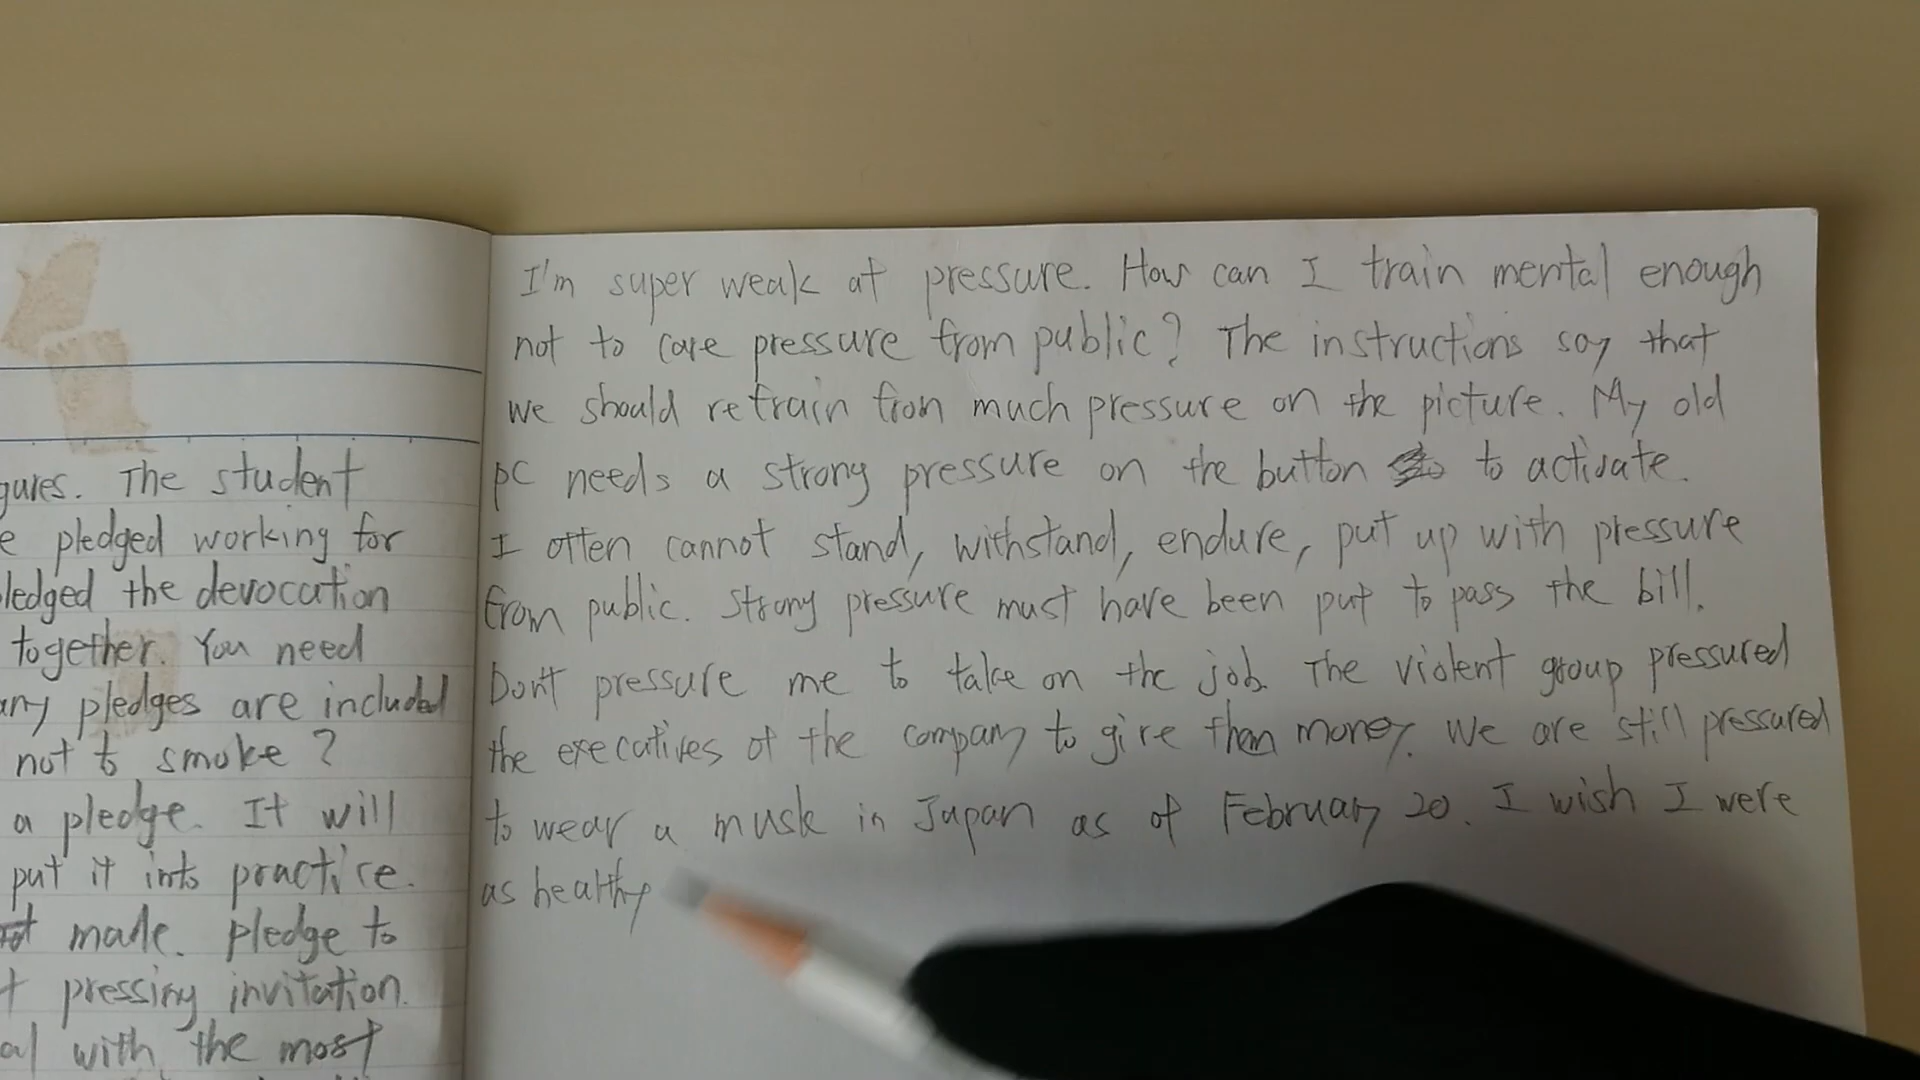 gures. The student
e pledged working for
ledged the devocation
together. You need
any pledges are included
not to smoke?
a pledge. It will
put it into practice.
made. pledge to
t pressing invitation.
al with the most
I'm super weak at pressure. How can I train mental enough
not to care pressure from public? The instructions say that
we should refrain from much pressure on the picture. My old
pc needs a strong pressure on the button to activate.
I often cannot stand, withstand, endure, put up with pressure
from public. Strong pressure must have been put to pass the bill.
Don't pressure me to take on the job. The violent group pressured
the executives of the company to give them money. We are still pressured
to wear a musk in Japan as of February 20. I wish I were
as healthy